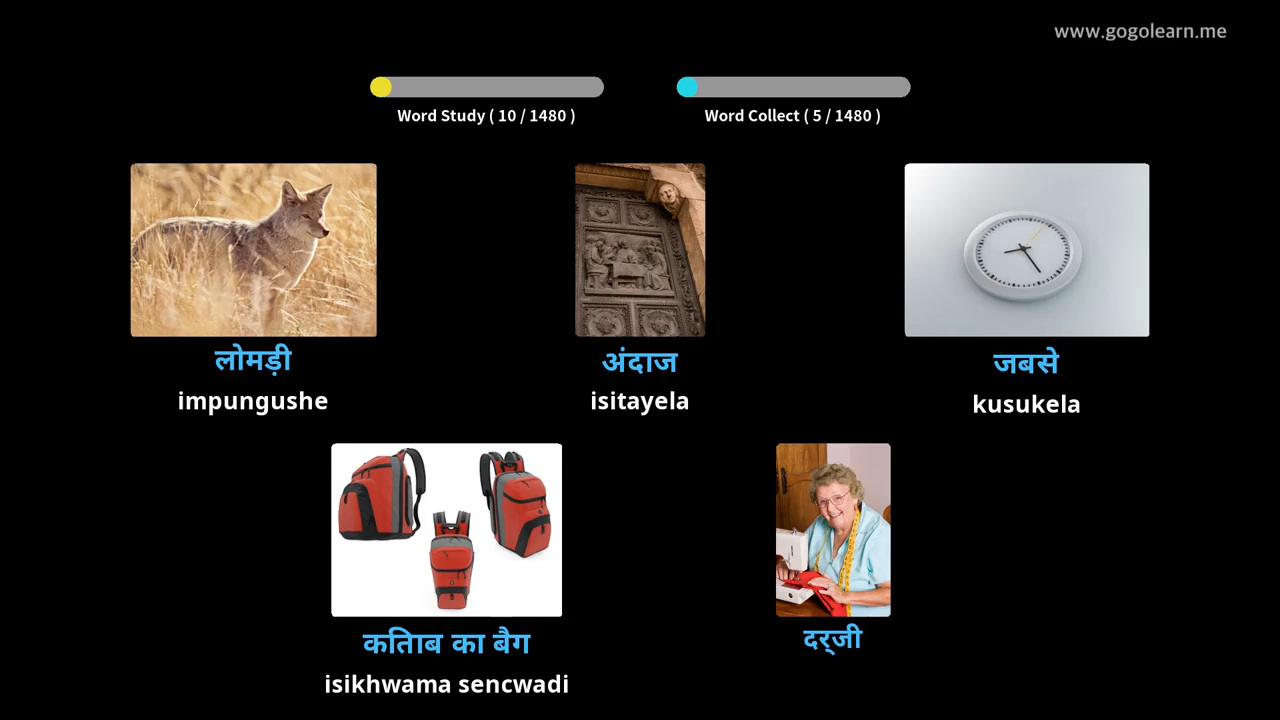 www.gogolearn.me
Word Study ( 10 / 1480 )
Word Collect ( 5 / 1480 )
लोमड़ी
अंदाज
जबसे
impungushe
isitayela
kusukela
कितााब का बैग
दर्जी
isikhwama sencwadi